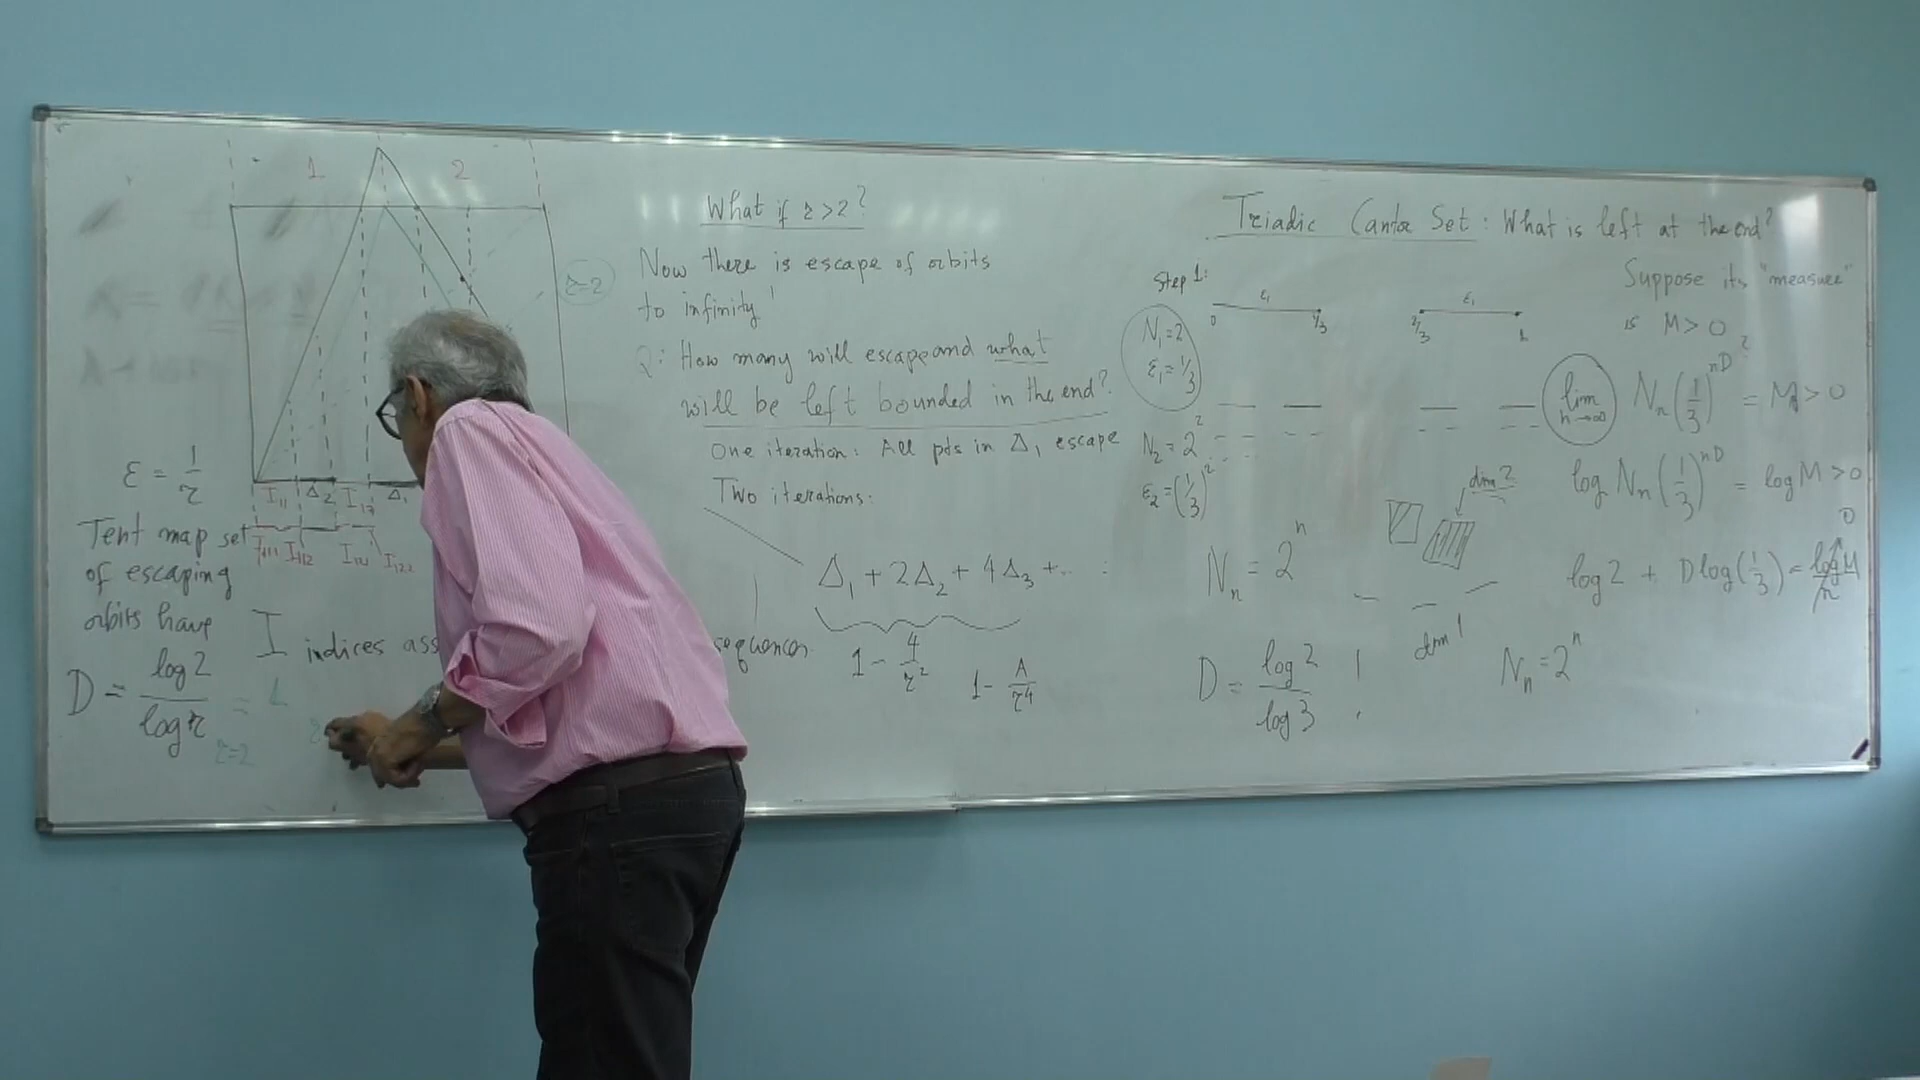 1 2
ε = 1/r
I11 Δ2 I12 Δ1
I111 I112 I122
Tent map set
of escaping
orbits have
D = log 2 / log r = 1
r=2
r=2
What if r > 2?
Now there is escape of orbits
to infinity!
Q: How many will escape and what
will be left bounded in the end?
One iteration: All pts in Δ1 escape
Two iterations:
Δ1 + 2Δ2 + 4Δ3 + ...
1 - 4/r²
1 - A/r⁴
I indices ass
sequences
Triadic Cantor Set: What is left at the end?
Step 1:
ε1 ε1
0 1/3 2/3 1
N1 = 2
ε1 = 1/3
N2 = 2²
ε2 = (1/3)²
Nn = 2ⁿ
D = log 2 / log 3 !
dim 2
dim 1
Nn = 2ⁿ
Suppose its "measure"
is M > 0
lim n→∞ Nn (1/3)ⁿᴰ = M > 0
log Nn (1/3)ⁿᴰ = log M > 0
log 2 + D log (1/3) = log M / n
0